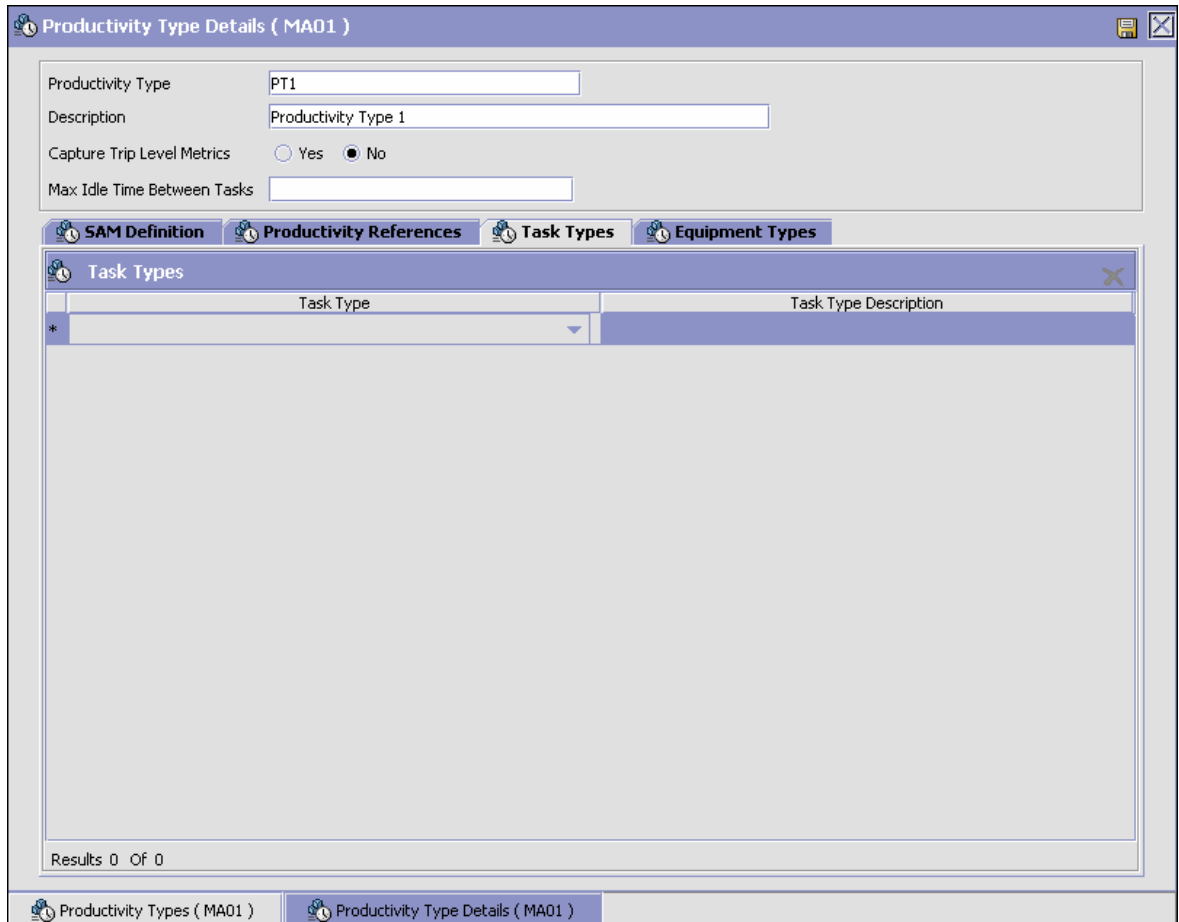 Productivity Type Details ( MA01 )
Productivity Type PT1
Description Productivity Type 1
Capture Trip Level Metrics Yes No
Max Idle Time Between Tasks
SAM Definition Productivity References Task Types Equipment Types
Task Types
Task Type Task Type Description
*
Results 0 Of 0
Productivity Types ( MA01 ) Productivity Type Details ( MA01 )